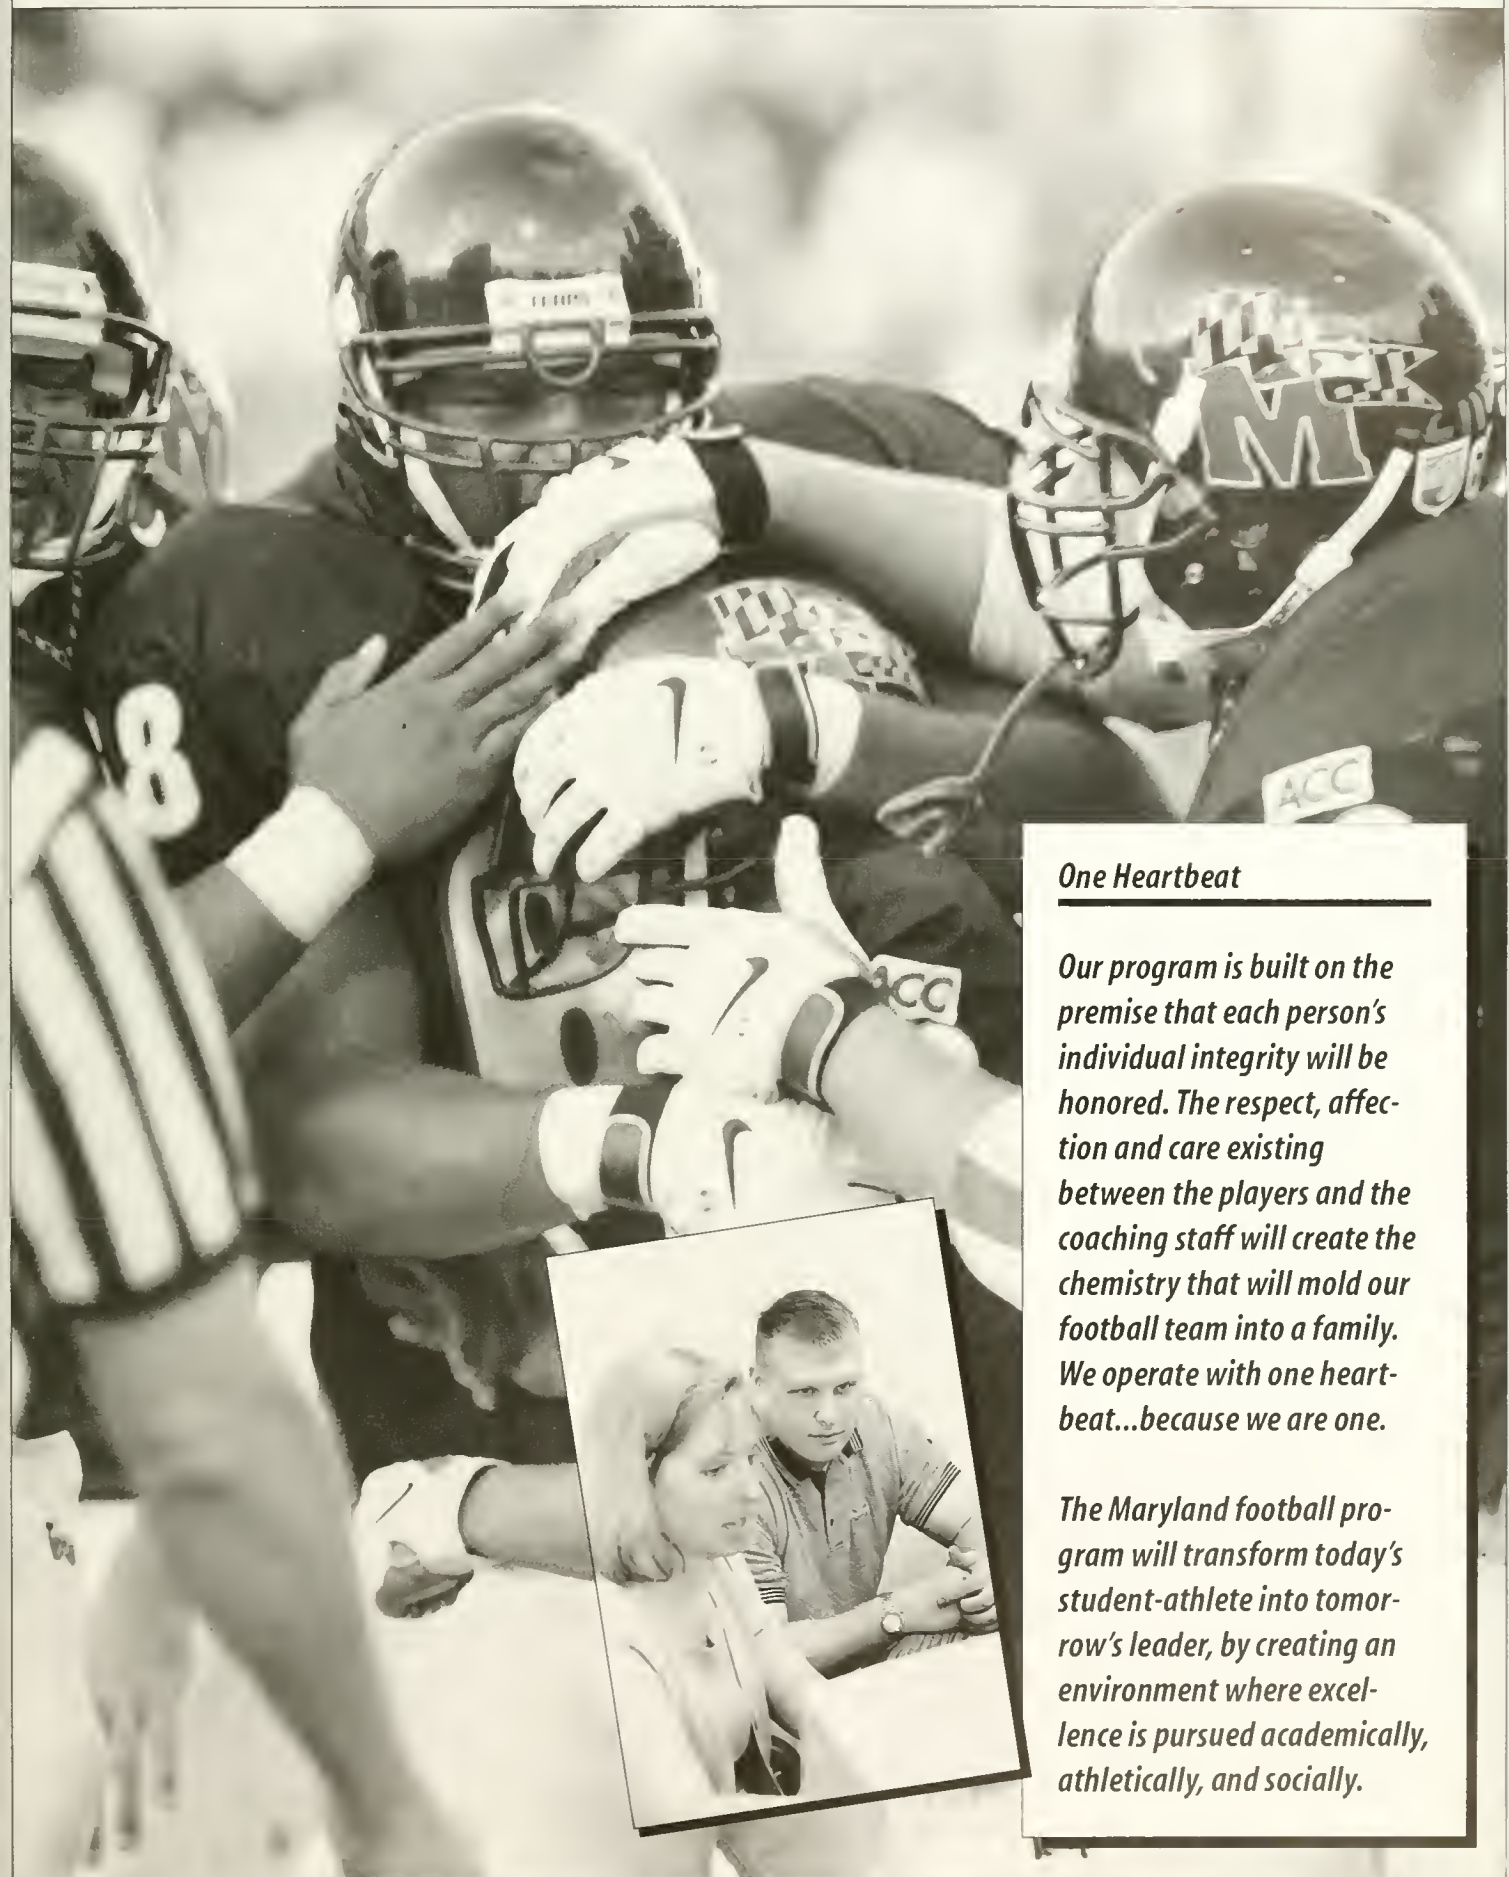 TERPS
M
8
ACC
ACC
One Heartbeat
Our program is built on the
premise that each person's
individual integrity will be
honored. The respect, affec-
tion and care existing
between the players and the
coaching staff will create the
chemistry that will mold our
football team into a family.
We operate with one heart-
beat...because we are one.
The Maryland football pro-
gram will transform today's
student-athlete into tomor-
row's leader, by creating an
environment where excel-
lence is pursued academically,
athletically, and socially.